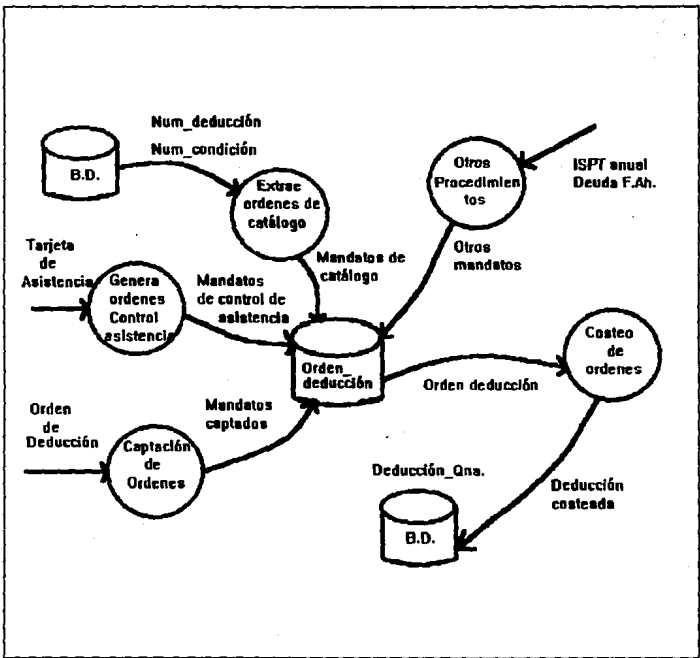 Num_deducción
Num_condición
B.D.
Extrae
ordenes de
catálogo
Otros
Procedimien
tos
ISPT anual
Deuda F.Ah.
Tarjeta
de
Asistencia
Genera
ordenes
Control
asistencia
Mandatos
de control de
asistencia
Mandatos de
catálogo
Otros
mandatos
Orden_
deducción
Orden deducción
Costeo
de
ordenes
Orden
de
Deducción
Captación
de
Ordenes
Mandatos
captados
Deducción_Qna.
B.D.
Deducción
costeada